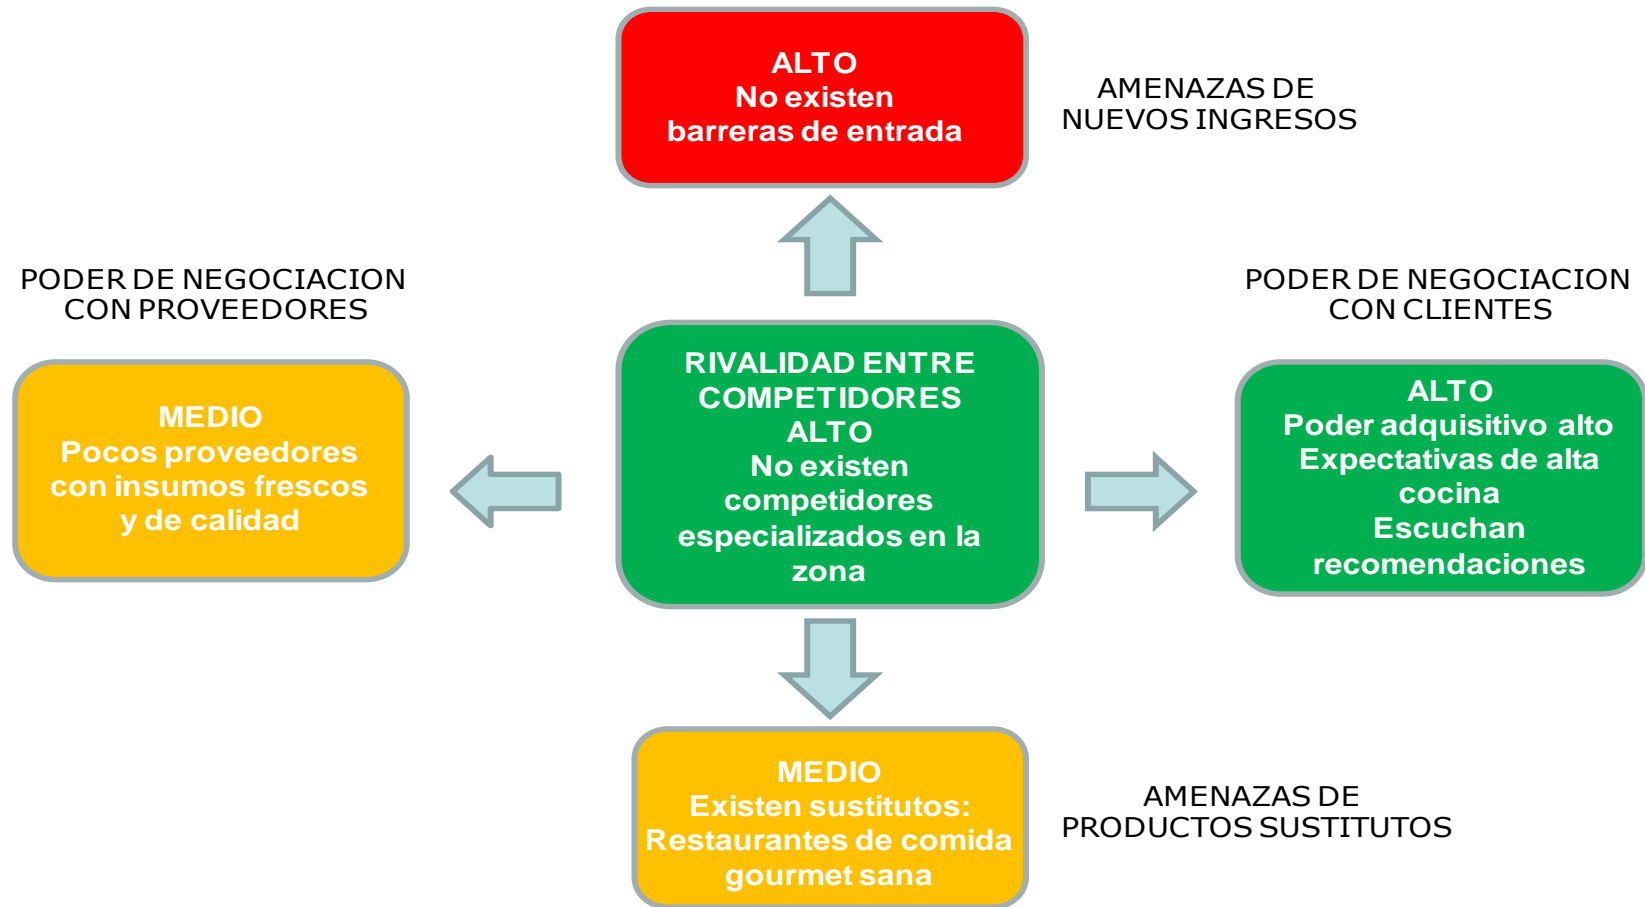 ALTO
No existen
barreras de entrada
AMENAZAS DE
NUEVOS INGRESOS
PODER DE NEGOCIACION
CON PROVEEDORES
PODER DE NEGOCIACION
CON CLIENTES
MEDIO
Pocos proveedores
con insumos frescos
y de calidad
RIVALIDAD ENTRE
COMPETIDORES
ALTO
No existen
competidores
especializados en la
zona
ALTO
Poder adquisitivo alto
Expectativas de alta
cocina
Escuchan
recomendaciones
MEDIO
Existen sustitutos:
Restaurantes de comida
gourmet sana
AMENAZAS DE
PRODUCTOS SUSTITUTOS